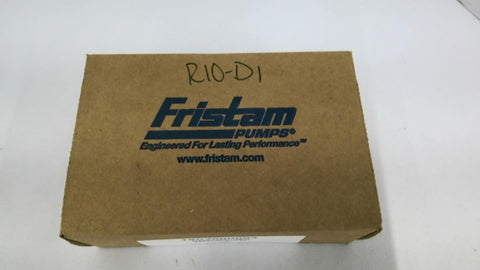 R10-D1
Fristam
PUMPS®
Engineered For Lasting Performance™
www.fristam.com